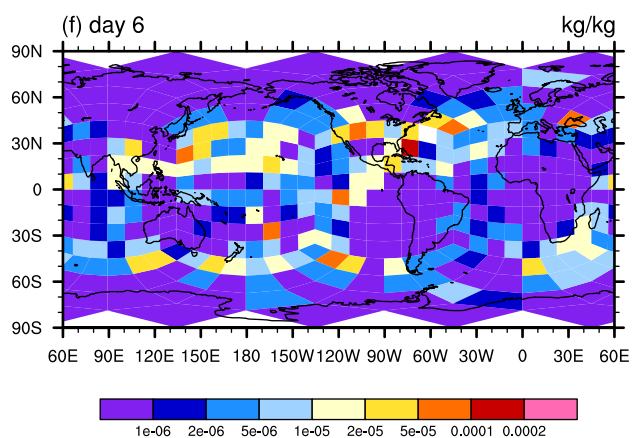 (f) day 6 kg/kg
90N
60N
30N
0
30S
60S
90S
60E 90E 120E 150E 180 150W 120W 90W 60W 30W 0 30E 60E
1e-06 2e-06 5e-06 1e-05 2e-05 5e-05 0.0001 0.0002